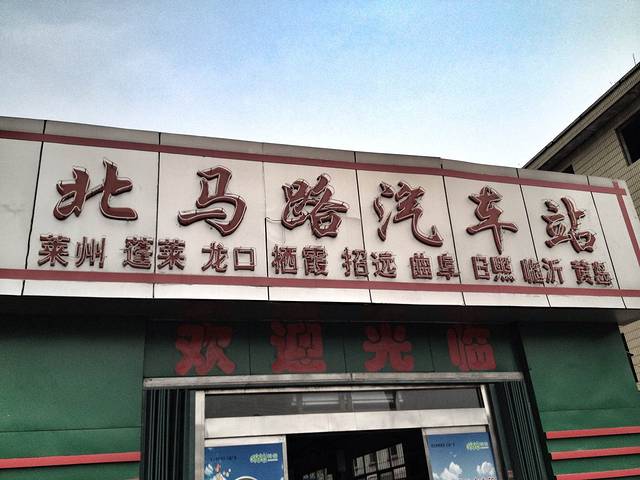 北马路汽车站
莱州 蓬莱 龙口 栖霞 招远 曲阜 日照 临沂 黄县
欢迎光临